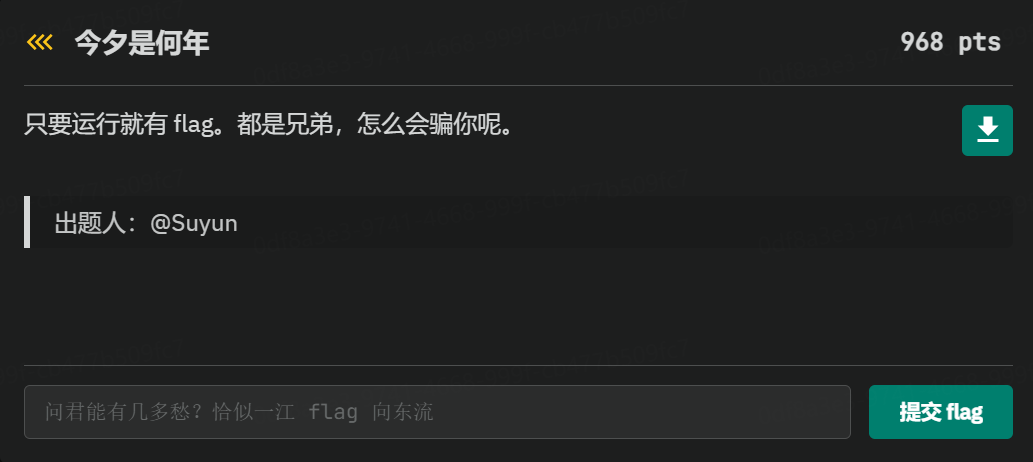 今夕是何年
968 pts
只要运行就有 flag。都是兄弟，怎么会骗你呢。
出题人：@Suyun
问君能有几多愁？恰似一江 flag 向东流
提交 flag